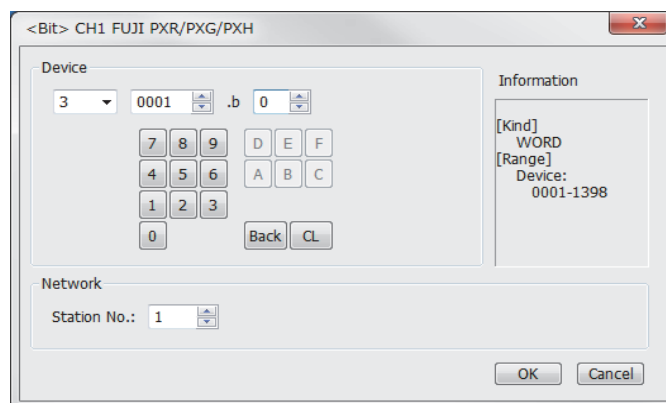 <Bit> CH1 FUJI PXR/PXG/PXH
Device
3 0001 .b 0
7 8 9 D E F
4 5 6 A B C
1 2 3
0 Back CL
Information
[Kind]
WORD
[Range]
Device:
0001-1398
Network
Station No.: 1
OK Cancel